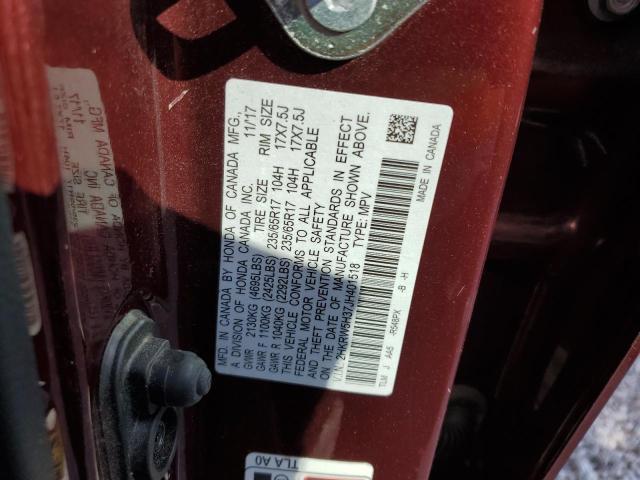 MFD. IN CANADA BY HONDA OF CANADA MFG., 11/17
A DIVISION OF HONDA CANADA INC.
GVWR 2130KG (4695LBS) TIRE SIZE RIM SIZE
GAWR F 1100KG (2425LBS) 235/65R17 104H 17X7.5J
GAWR R 1040KG (2292LBS) 235/65R17 104H 17X7.5J
THIS VEHICLE CONFORMS TO ALL APPLICABLE
FEDERAL MOTOR VEHICLE SAFETY
AND THEFT PREVENTION STANDARDS IN EFFECT
ON THE DATE OF MANUFACTURE SHOWN ABOVE.
V.I.N. 2HKRW5H37JH401518 TYPE: MPV
TLM J AA5 -R548PX -B -H
MADE IN CANADA
TLA A0